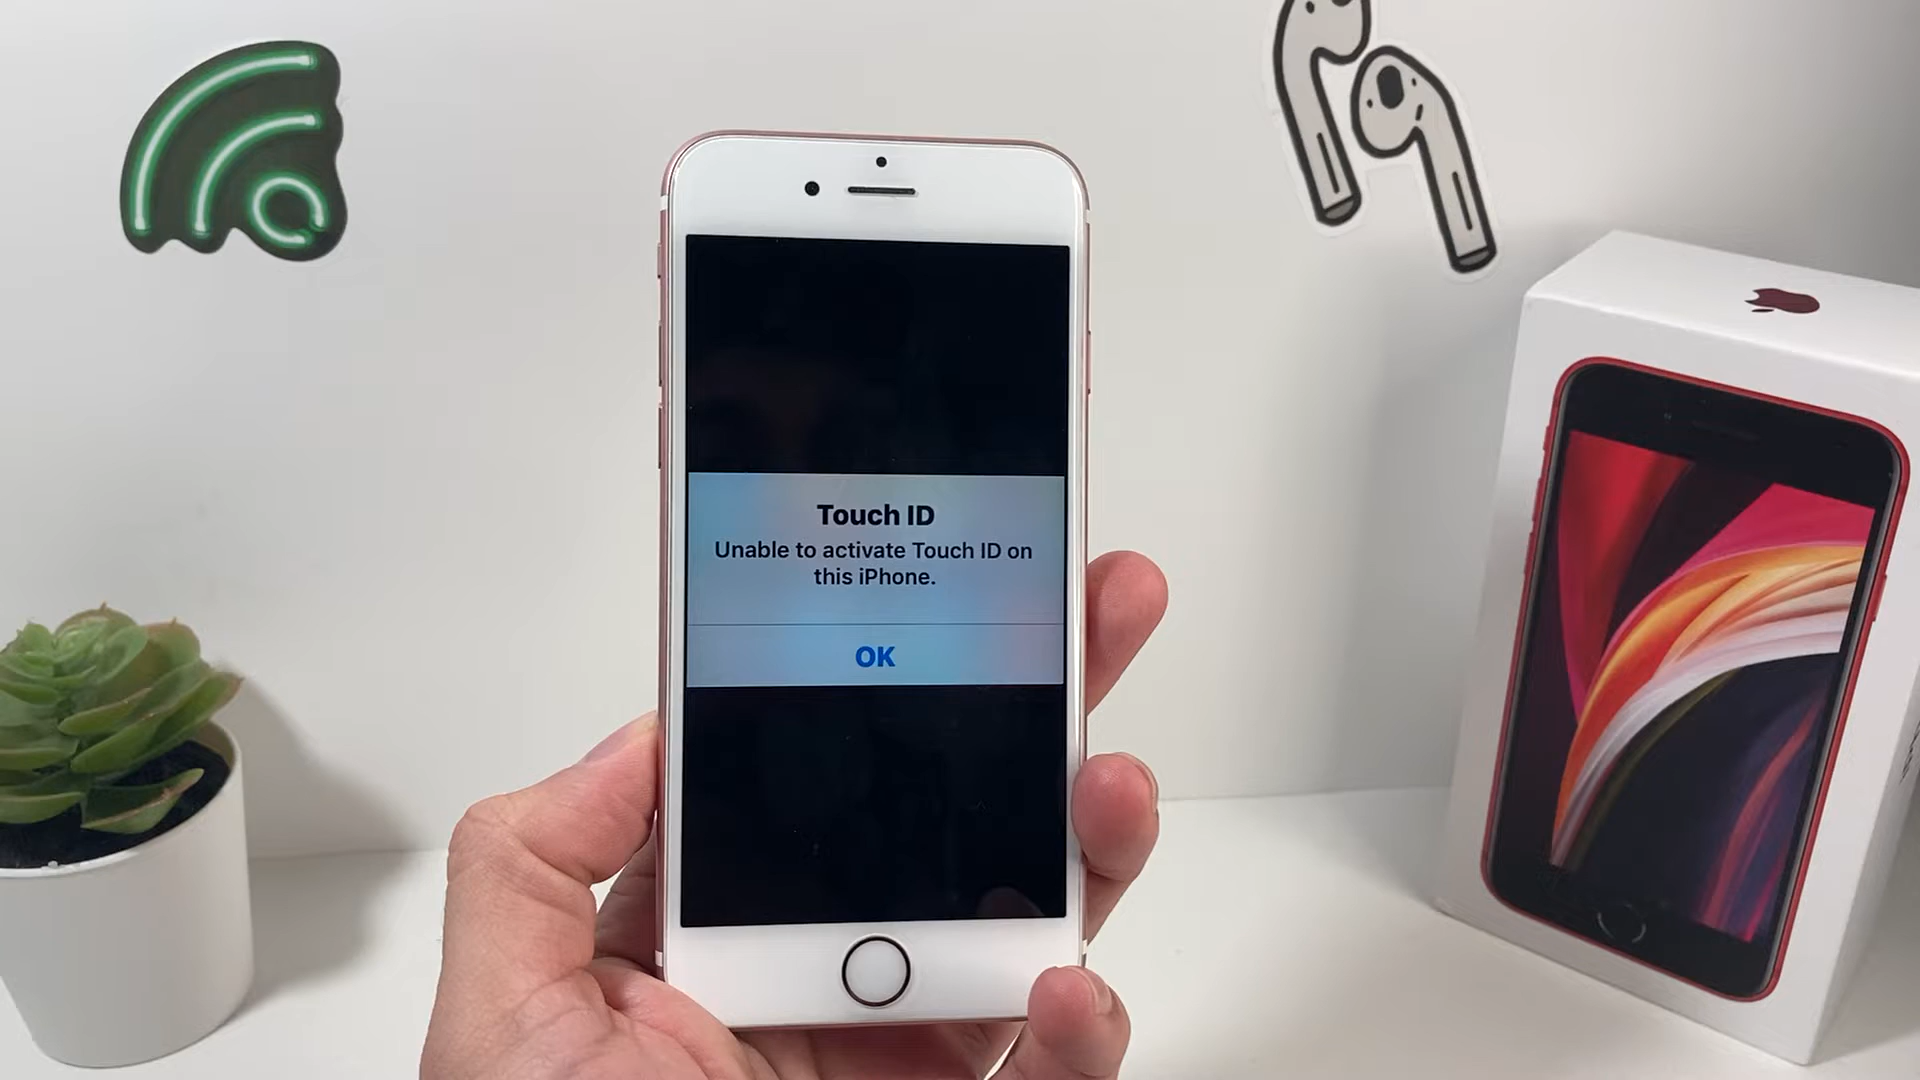 Touch ID
Unable to activate Touch ID on
this iPhone.
OK